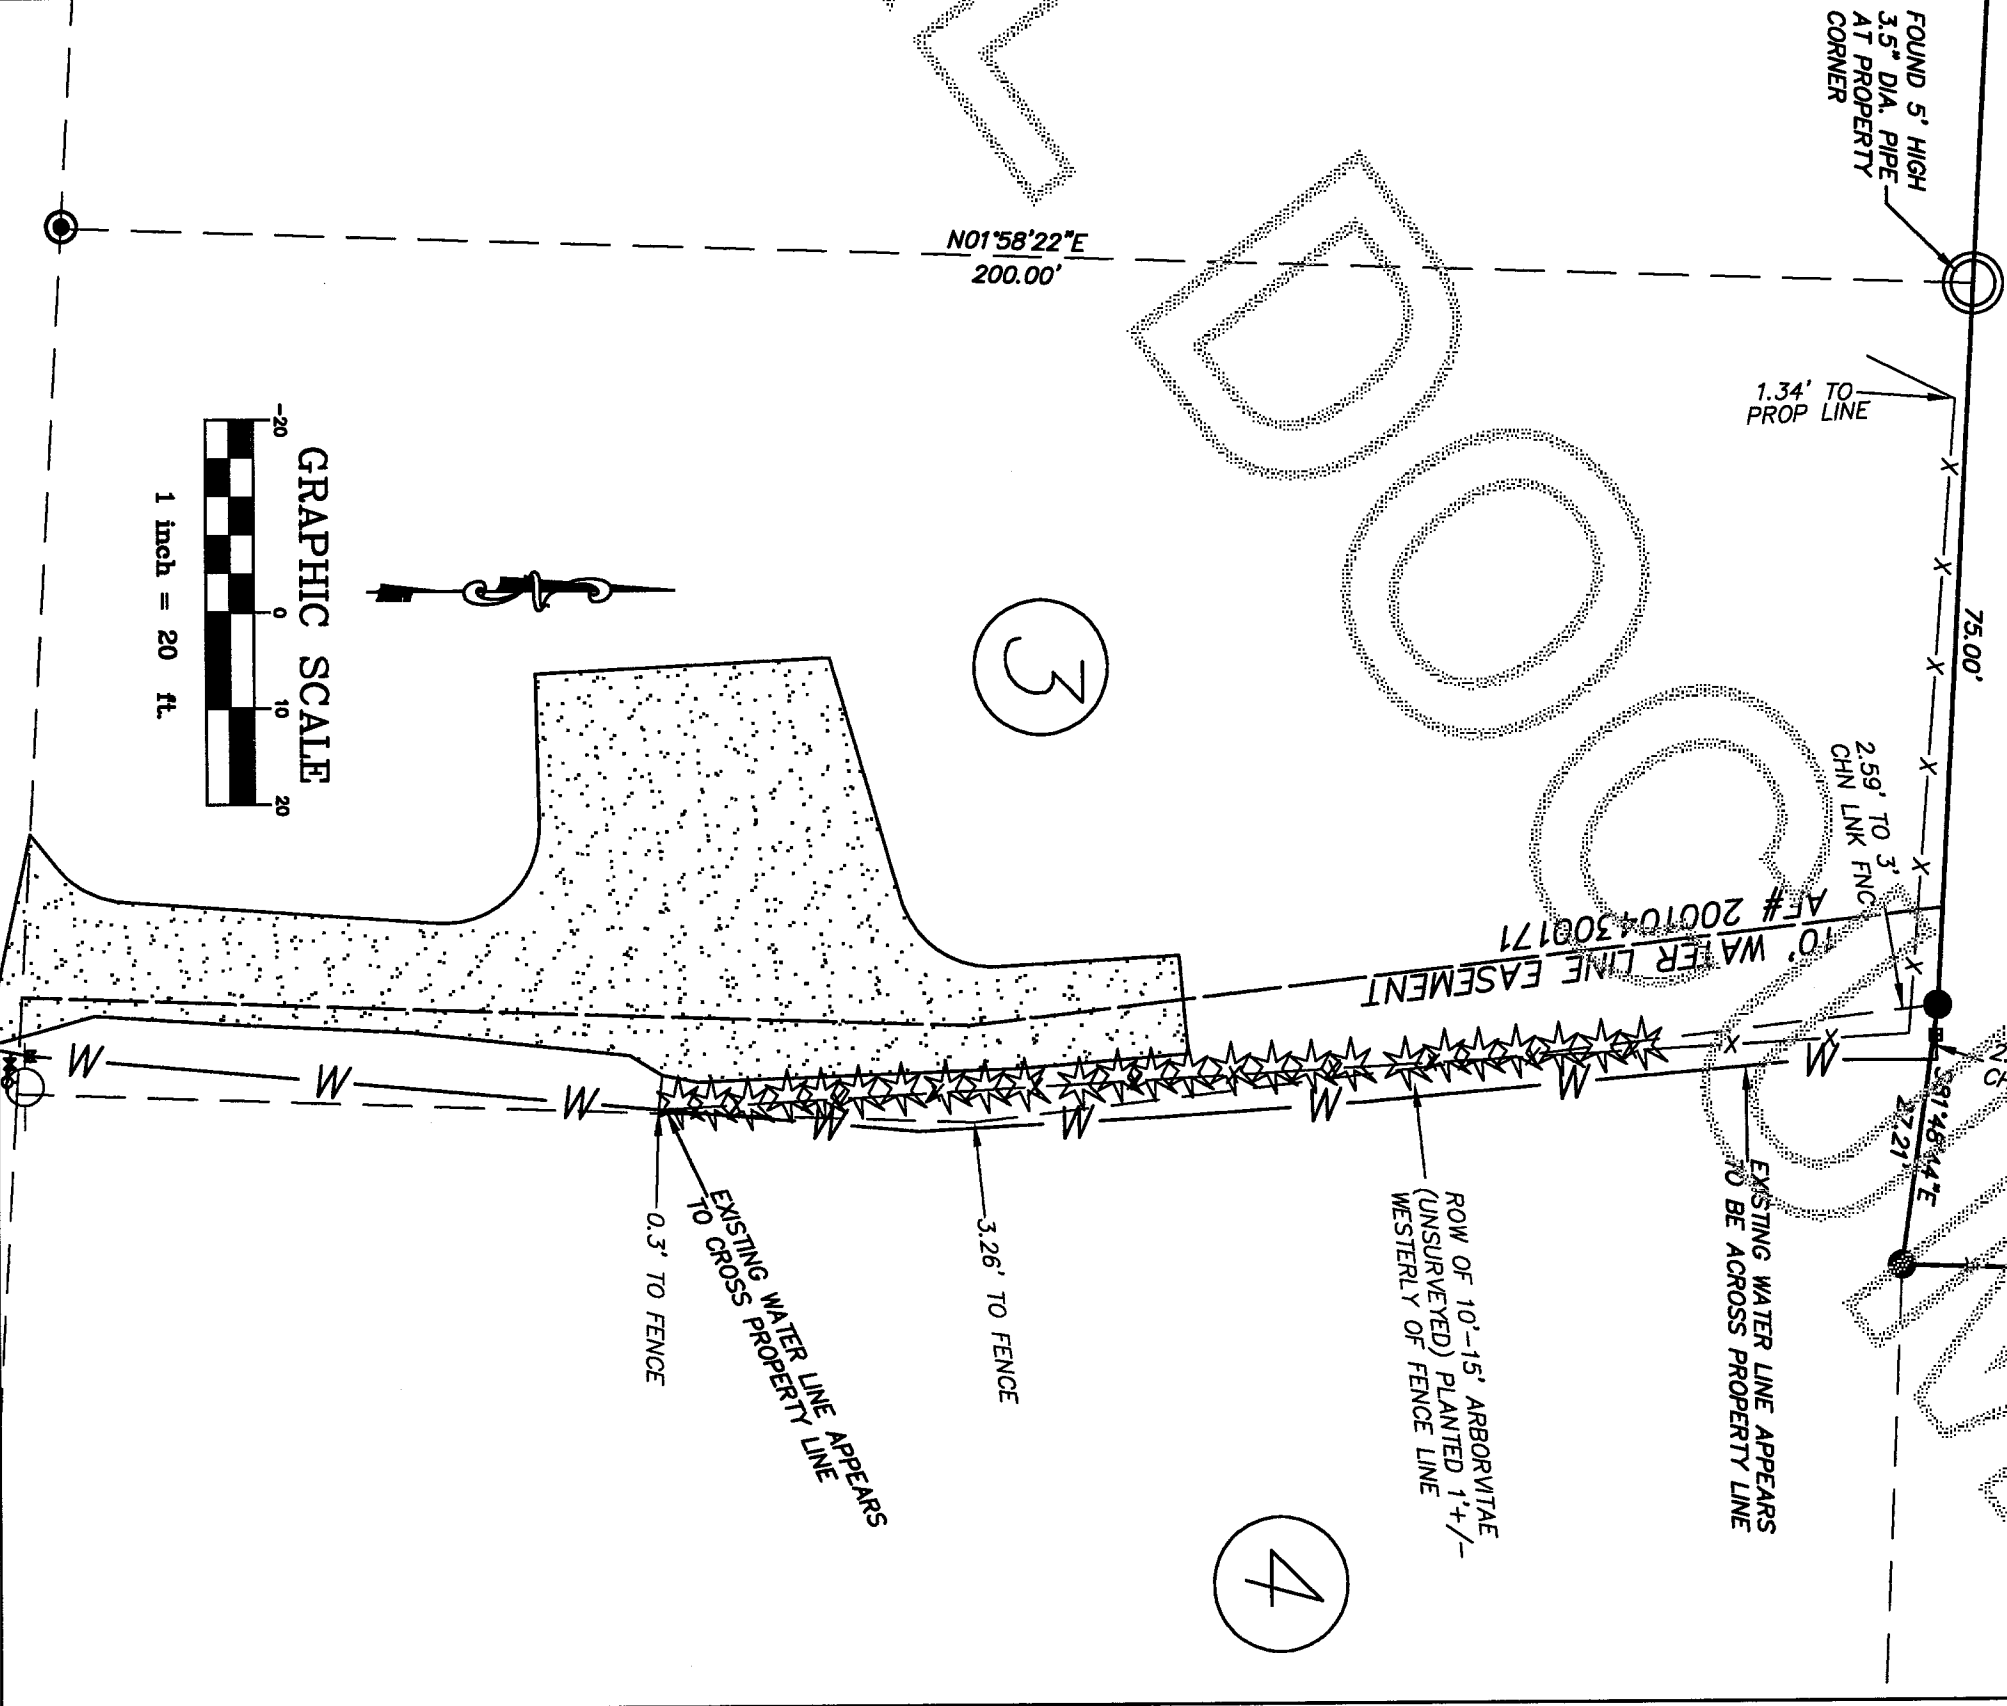 FOUND 5' HIGH
3.5" DIA. PIPE
AT PROPERTY
CORNER
N01°58'22"E
200.00'
1.34' TO
PROP LINE
75.00'
2.59' TO 3'
CHN LNK FNC
10' WATER LINE EASEMENT
AF# 200104300171
GRAPHIC SCALE
-20 0 10 20
1 inch = 20 ft.
3
W W W W W W W W
X X X X X X X X
27.21'
EXISTING WATER LINE APPEARS
TO BE ACROSS PROPERTY LINE
ROW OF 10'-15' ARBORVITAE
(UNSURVEYED) PLANTED 1'+/-
WESTERLY OF FENCE LINE
3.26' TO FENCE
EXISTING WATER LINE APPEARS
TO CROSS PROPERTY LINE
0.3' TO FENCE
4